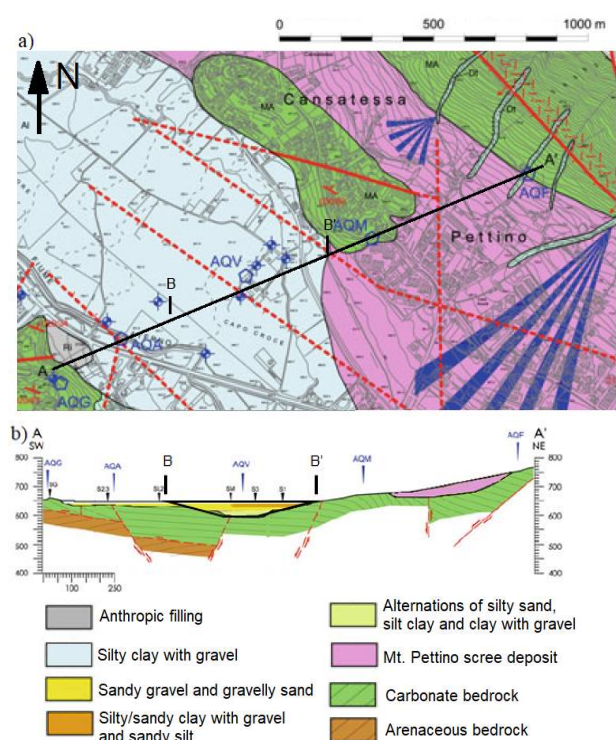 0 500 1000 m
a)
N
MA
Dt
Dt
Cansatessa
MA
Al
A'
AQF
B'
AQM
Pettino
AQV
B
CAPO CROCE
FIUME
AQA
Ri
A
AQG
b) A
SW
B
B'
A'
NE
AQG AQA AQV AQM AQF
800
700
600
500
400
800
700
600
500
400
100
250
Anthropic filling
Silty clay with gravel
Sandy gravel and gravelly sand
Silty/sandy clay with gravel
and sandy silt
Alternations of silty sand,
silt clay and clay with gravel
Mt. Pettino scree deposit
Carbonate bedrock
Arenaceous bedrock